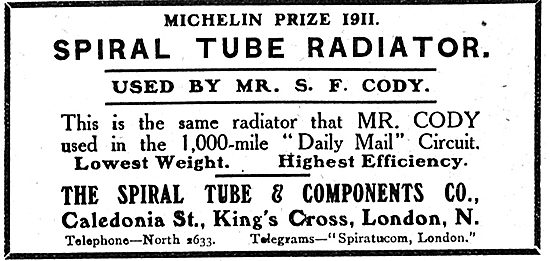 MICHELIN PRIZE 1911.
SPIRAL TUBE RADIATOR.
USED BY MR. S. F. CODY.
This is the same radiator that MR. CODY
used in the 1,000-mile "Daily Mail" Circuit.
Lowest Weight. Highest Efficiency.
THE SPIRAL TUBE & COMPONENTS CO.,
Caledonia St., King's Cross, London, N.
Telephone—North 2633. Telegrams—"Spiratucom, London."